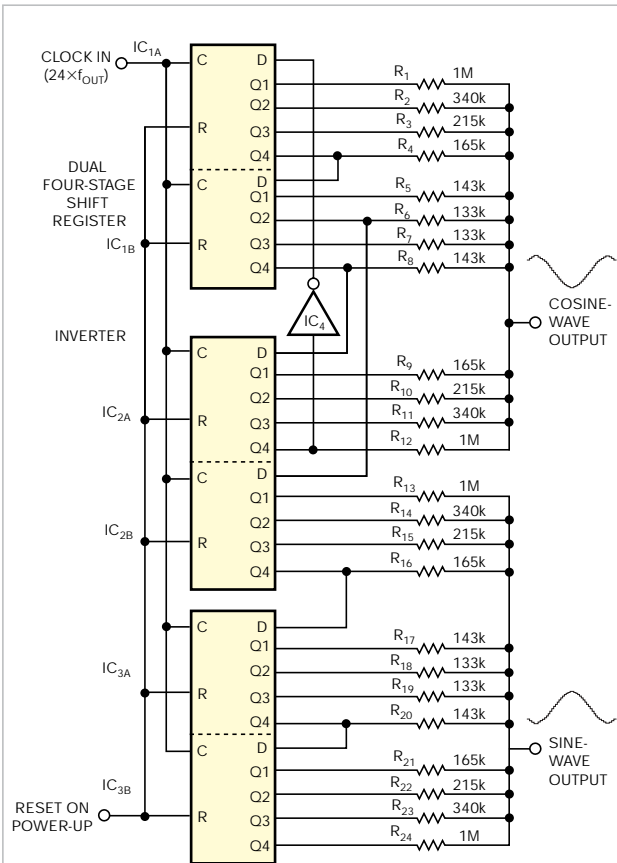 CLOCK IN
(24×fOUT)
IC1A
C D
Q1 R1 1M
Q2 R2 340k
Q3 R3 215k
R
Q4 R4 165k
DUAL
FOUR-STAGE
SHIFT
REGISTER
C D
Q1 R5 143k
Q2 R6 133k
IC1B R
Q3 R7 133k
Q4 R8 143k
IC4
INVERTER
COSINE-
WAVE
OUTPUT
C D
Q1 R9 165k
Q2 R10 215k
IC2A R
Q3 R11 340k
Q4 R12 1M
C D
Q1 R13 1M
Q2 R14 340k
IC2B R
Q3 R15 215k
Q4 R16 165k
C D
Q1 R17 143k
IC3A
Q2 R18 133k
R
Q3 R19 133k
Q4 R20 143k
C D
SINE-
WAVE
OUTPUT
Q1 R21 165k
Q2 R22 215k
IC3B
RESET ON
POWER-UP
R
Q3 R23 340k
Q4 R24 1M